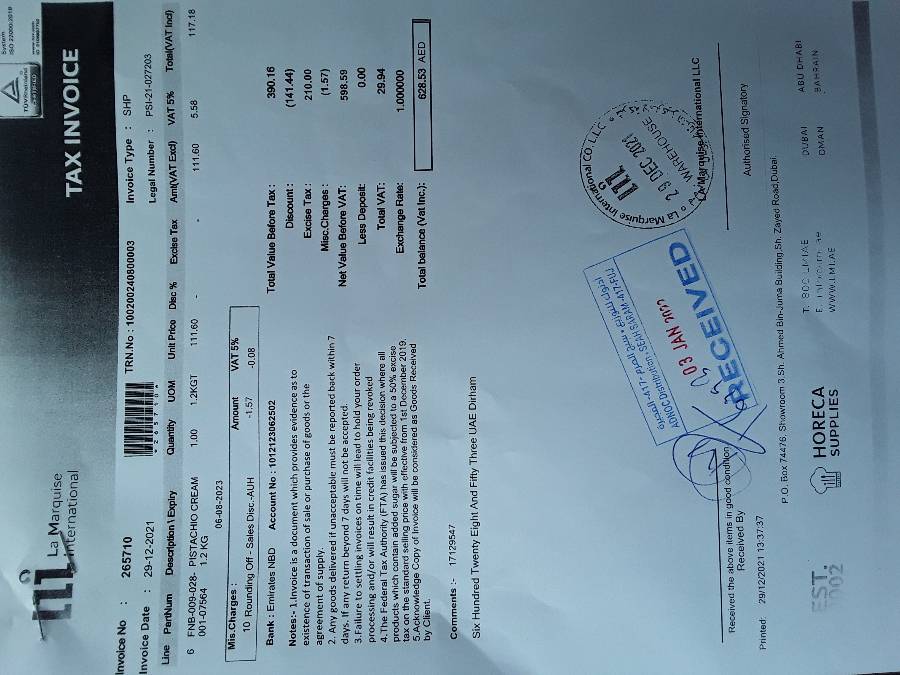 La Marquise
International
System
ISO 22000:2018
TÜVRheinland
CERTIFIED
TAX INVOICE
Invoice No : 265710
* 2 6 5 7 1 0 *
TRN.No : 100200240800003
Invoice Type : SHP
Invoice Date : 29-12-2021
Legal Number : PSI-21-027203
Line PartNum Description \ Expiry Quantity UOM Unit Price Disc % Excise Tax Amt(VAT Excl) VAT 5% Total(VAT Incl)
6 FNB-009-028- PISTACHIO CREAM 1.00 1.2KGT 111.60 - - 111.60 5.58 117.18
001-07564 1.2 KG
06-08-2023
Mis.Charges : Amount VAT 5%
10 Rounding Off - Sales Disc.-AUH -1.57 -0.08
Bank : Emirates NBD Account No : 1012123062502
Notes:- 1.Invoice is a document which provides evidence as to
existence of transaction of sale or purchase of goods or the
agreement of supply.
2. Any goods delivered if unacceptable must be reported back within 7
days. If any return beyond 7 days will not be accepted.
3.Failure to settling invoices on time will lead to hold your order
processing and/or will result in credit facilities being revoked
4.The Federal Tax Authority (FTA) has issued this decision where all
products which contain added sugar will be subjected to a 50% excise
tax on the standard selling price with effective from 1st December 2019.
5.Acknowledge Copy of Invoice will be considered as Goods Received
by Client.
Total Value Before Tax : 390.16
Discount : (141.44)
Excise Tax : 210.00
Misc.Charges : (1.57)
Net Value Before VAT: 598.59
Less Deposit: 0.00
Total VAT: 29.94
Exchange Rate: 1.000000
Total balance (Vat Inc.): 628.53 AED
Comments :- 17129547
Six Hundred Twenty Eight And Fifty Three UAE Dirham
ADNOC Distribution
03 JAN 2022
RECEIVED
La Marquise International CO. LLC
29 DEC 2021
WAREHOUSE
La Marquise International LLC
Received the above items in good condition
Received By
Authorised Signatory
Printed: 29/12/2021 13:37:37
P.O. Box 74476, Showroom 3,Sh. Ahmed Bin-Juma Building,Sh. Zayed Road,Dubai.
EST.
2002
HORECA
SUPPLIES
T. 800 LMIAE
WWW.LMI.AE
DUBAI
OMAN
ABU DHABI
BAHRAIN